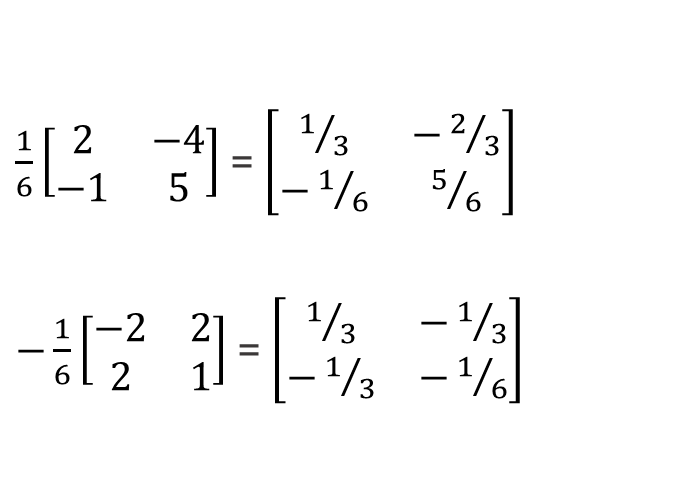 1/6 [2 −4] = [1/3 −2/3]
[−1 5] [−1/6 5/6]
−1/6 [−2 2] = [1/3 −1/3]
[2 1] [−1/3 −1/6]